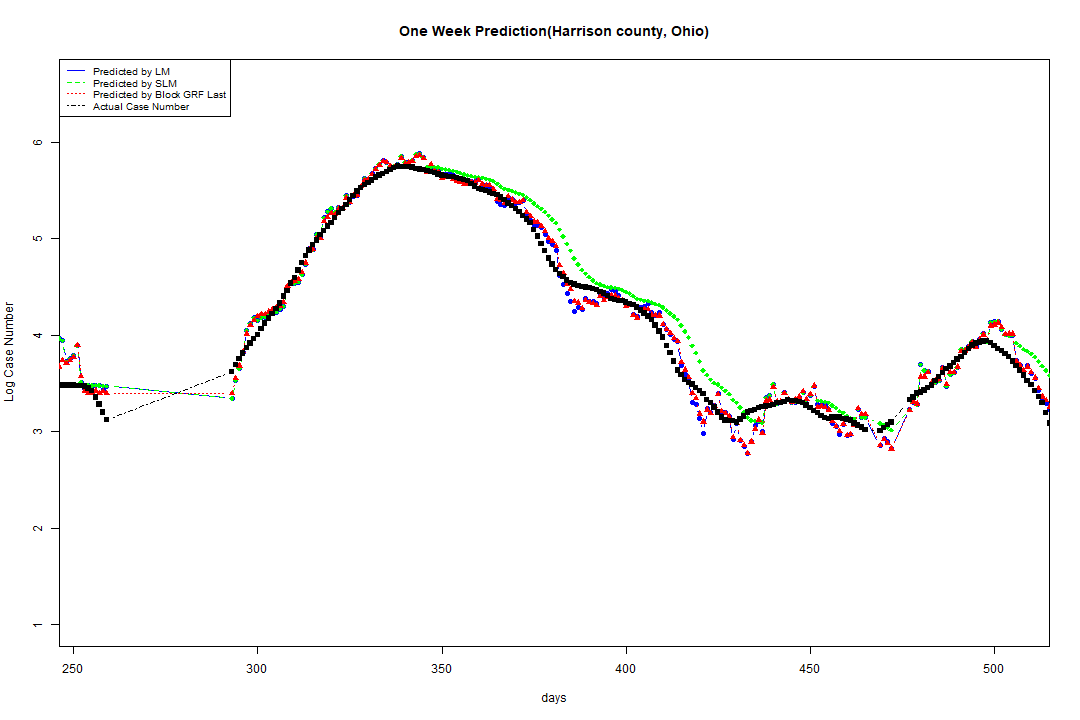 One Week Prediction(Harrison county, Ohio)
Predicted by LM
Predicted by SLM
Predicted by Block GRF Last
Actual Case Number
6
5
4
3
2
1
Log Case Number
250 300 350 400 450 500
days